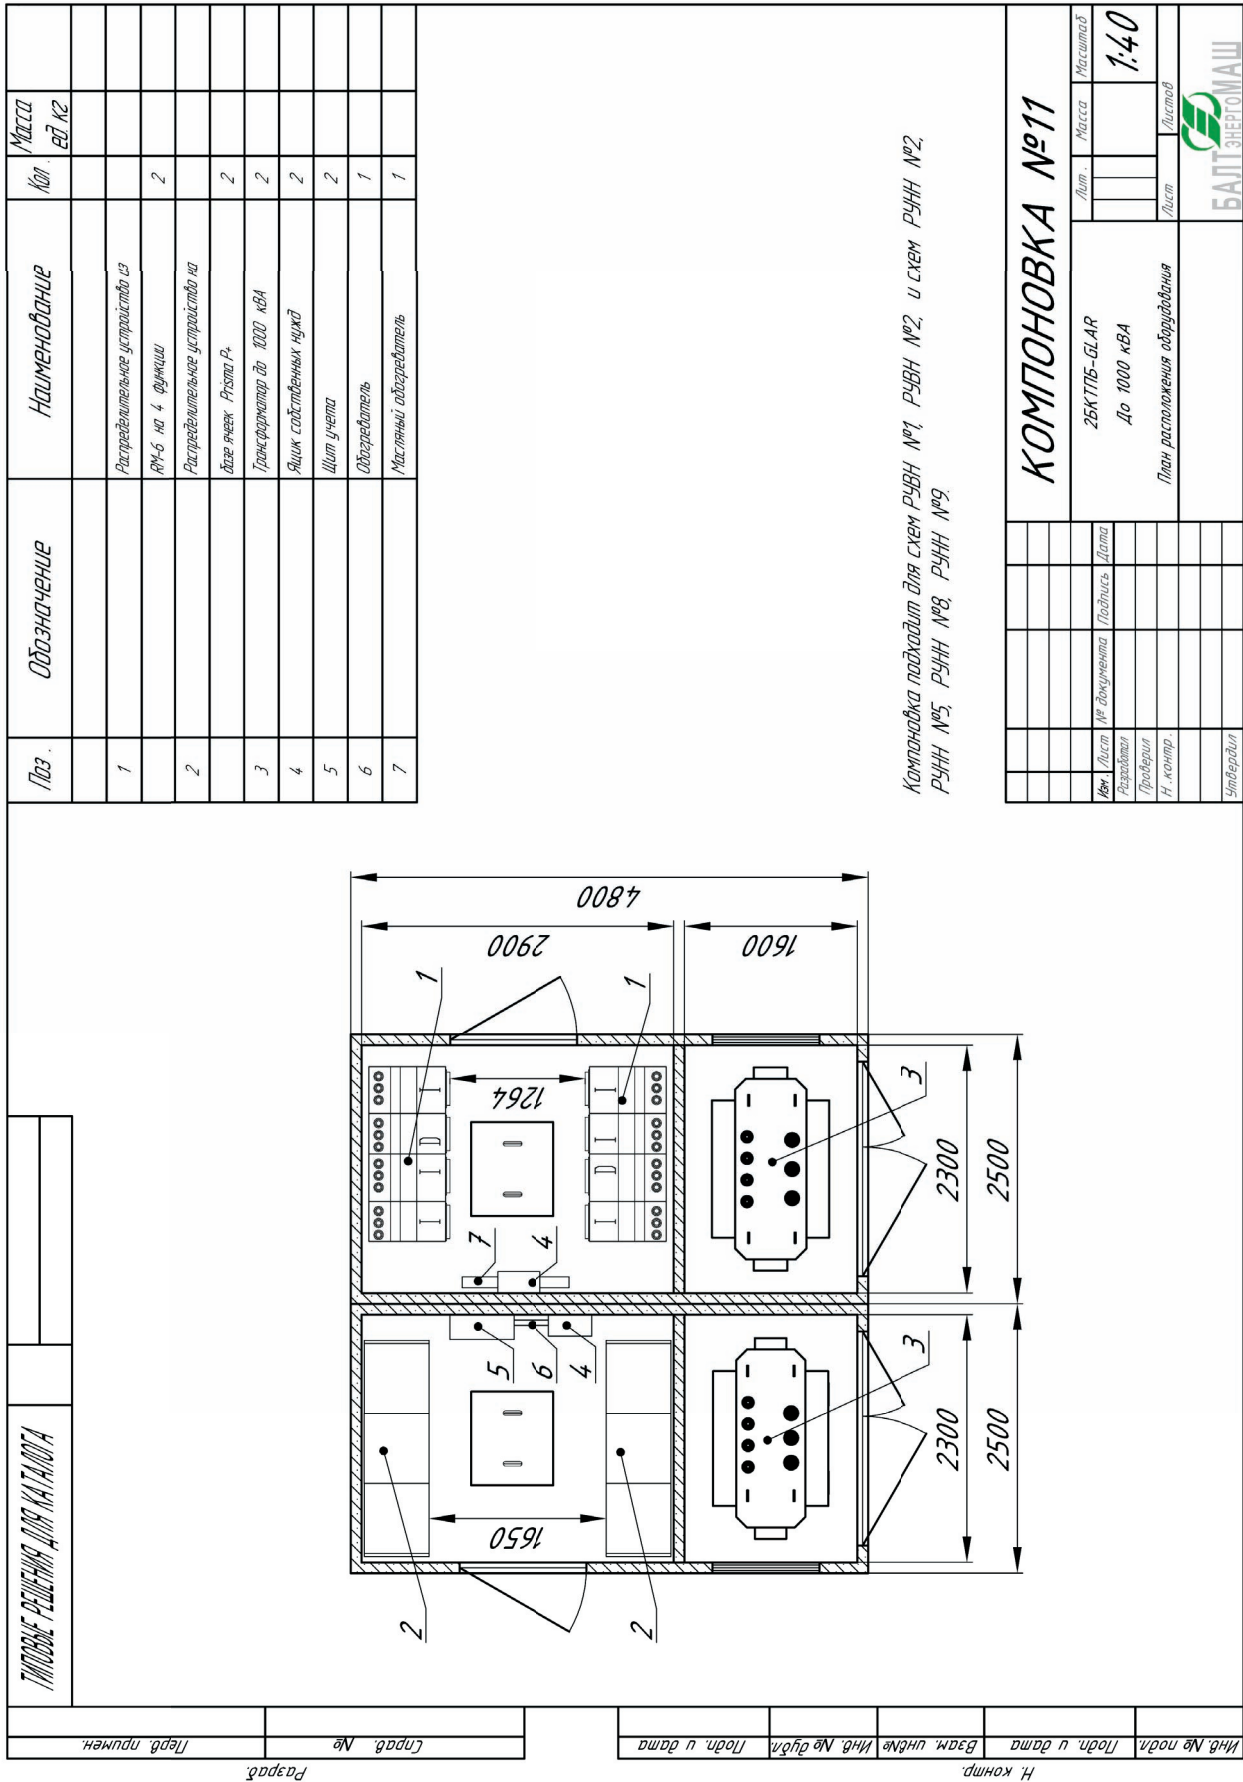 ТИПОВЫЕ РЕШЕНИЯ ДЛЯ КАТАЛОГА
Поз. Обозначение Наименование Кол. Масса ед. кг
1 Распределительное устройство из
RM-6 на 4 функции 2
2 Распределительное устройство на
базе ячеек Prisma P+ 2
3 Трансформатор до 1000 кВА 2
4 Ящик собственных нужд 2
5 Щит учета 2
6 Обогреватель 1
7 Масляный обогреватель 1
2
1650
2
5
6
4
3
2300
2500
1
1264
1
7
4
3
2300
2500
2900
1600
4800
I I D I
I D I I
Компоновка подходит для схем РУВН №1, РУВН №2, и схем РУНН №2,
РУНН №5, РУНН №8, РУНН №9.
КОМПОНОВКА №11
2БКТПБ-GLAR
До 1000 кВА
План расположения оборудования
Лит. Масса Масштаб
1:40
Лист Листов
Изм. Лист № документа Подпись Дата
Разработал
Проверил
Н. контр.
Утвердил
БАЛТ
ЭНЕРГОМАШ
Перв. примен.
Справ. №
Разраб
Подп. и дата
Инв. № дубл.
Взам. инв№
Подп. и дата
Инв. № подл.
Н. контр.